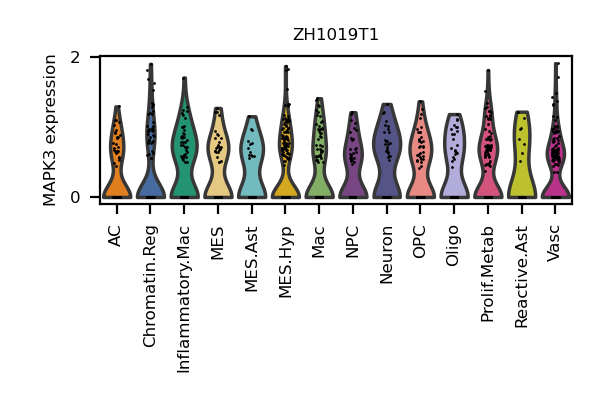 ZH1019T1
MAPK3 expression
2
0
AC
Chromatin.Reg
Inflammatory.Mac
MES
MES.Ast
MES.Hyp
Mac
NPC
Neuron
OPC
Oligo
Prolif.Metab
Reactive.Ast
Vasc